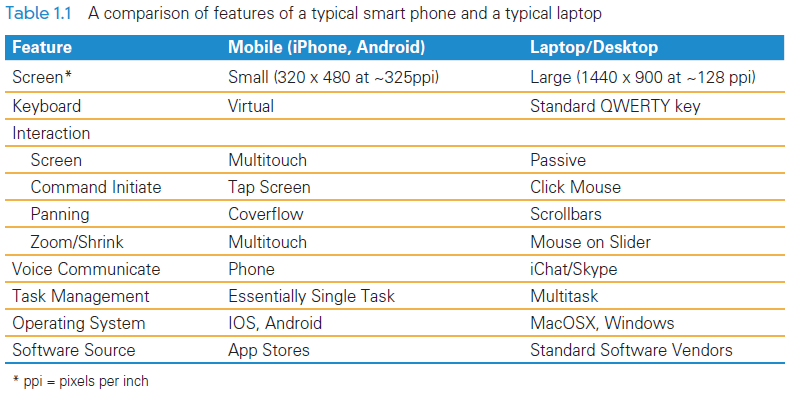 Table 1.1 A comparison of features of a typical smart phone and a typical laptop
Feature Mobile (iPhone, Android) Laptop/Desktop
Screen* Small (320 x 480 at ~325ppi) Large (1440 x 900 at ~128 ppi)
Keyboard Virtual Standard QWERTY key
Interaction
Screen Multitouch Passive
Command Initiate Tap Screen Click Mouse
Panning Coverflow Scrollbars
Zoom/Shrink Multitouch Mouse on Slider
Voice Communicate Phone iChat/Skype
Task Management Essentially Single Task Multitask
Operating System IOS, Android MacOSX, Windows
Software Source App Stores Standard Software Vendors
* ppi = pixels per inch